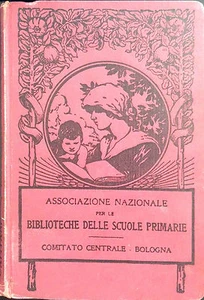 ASSOCIAZIONE NAZIONALE
PER LE
BIBLIOTECHE DELLE SCUOLE PRIMARIE
COMITATO CENTRALE - BOLOGNA